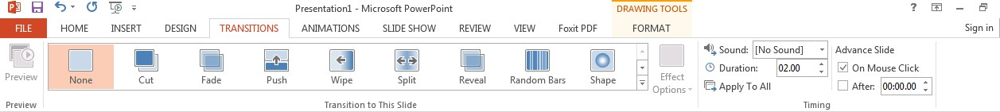 Presentation1 - Microsoft PowerPoint
DRAWING TOOLS
?
FILE HOME INSERT DESIGN TRANSITIONS ANIMATIONS SLIDE SHOW REVIEW VIEW Foxit PDF FORMAT Sign in
Preview
None Cut Fade Push Wipe Split Reveal Random Bars Shape
Effect
Options
Sound: [No Sound]
Duration: 02.00
Apply To All
Advance Slide
On Mouse Click
After: 00:00.00
Preview Transition to This Slide Timing